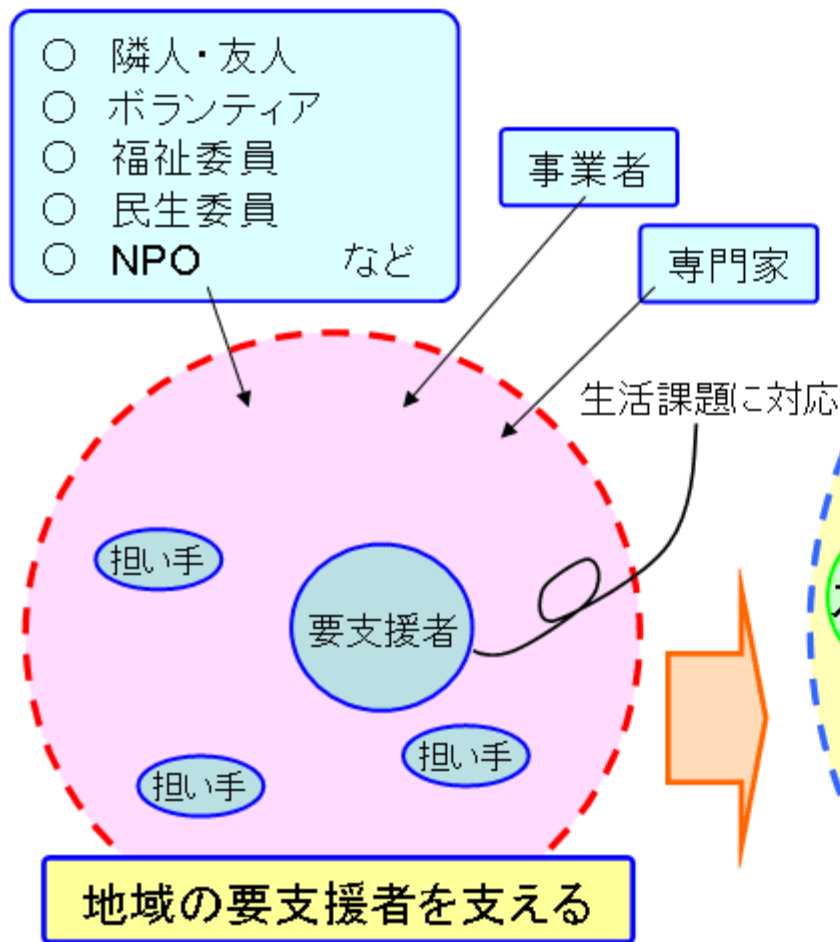 ○ 隣人・友人
○ ボランティア
○ 福祉委員
○ 民生委員
○ NPO など
事業者
専門家
生活課題に対応
担い手
要支援者
担い手
担い手
地域の要支援者を支える